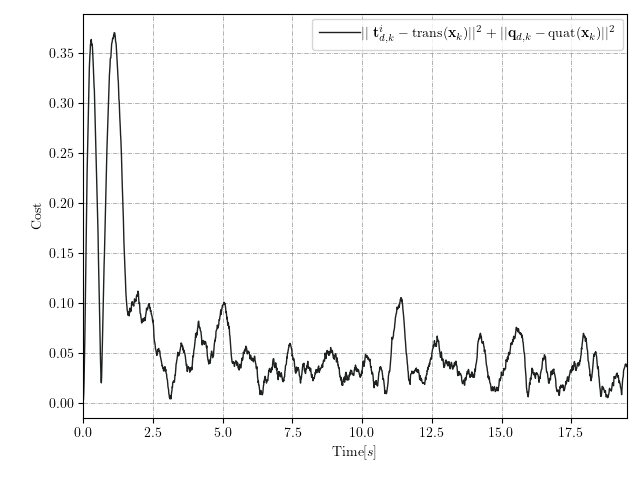 || t^i_{d,k} − trans(x_k)||^2 + ||q_{d,k} − quat(x_k)||^2
0.35
0.30
0.25
0.20
0.15
0.10
0.05
0.00
Cost
0.0 2.5 5.0 7.5 10.0 12.5 15.0 17.5
Time[s]